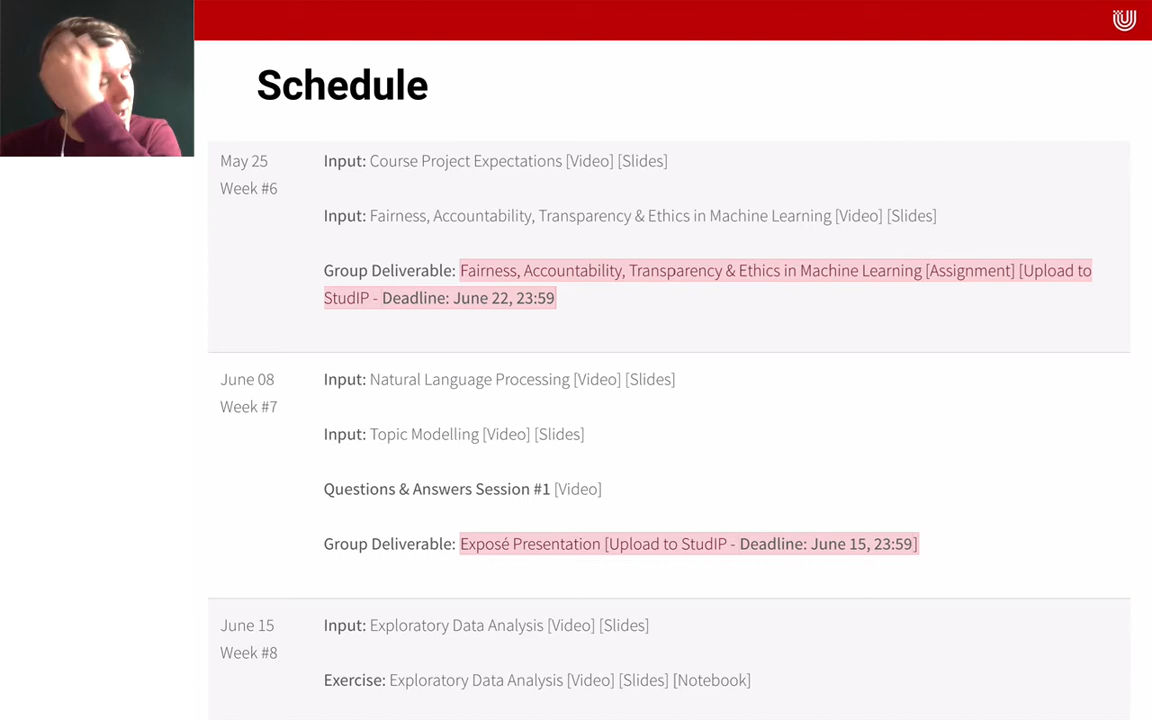 Schedule
May 25
Week #6
Input: Course Project Expectations [Video] [Slides]
Input: Fairness, Accountability, Transparency & Ethics in Machine Learning [Video] [Slides]
Group Deliverable: Fairness, Accountability, Transparency & Ethics in Machine Learning [Assignment] [Upload to
StudIP - Deadline: June 22, 23:59
June 08
Week #7
Input: Natural Language Processing [Video] [Slides]
Input: Topic Modelling [Video] [Slides]
Questions & Answers Session #1 [Video]
Group Deliverable: Exposé Presentation [Upload to StudIP - Deadline: June 15, 23:59]
June 15
Week #8
Input: Exploratory Data Analysis [Video] [Slides]
Exercise: Exploratory Data Analysis [Video] [Slides] [Notebook]